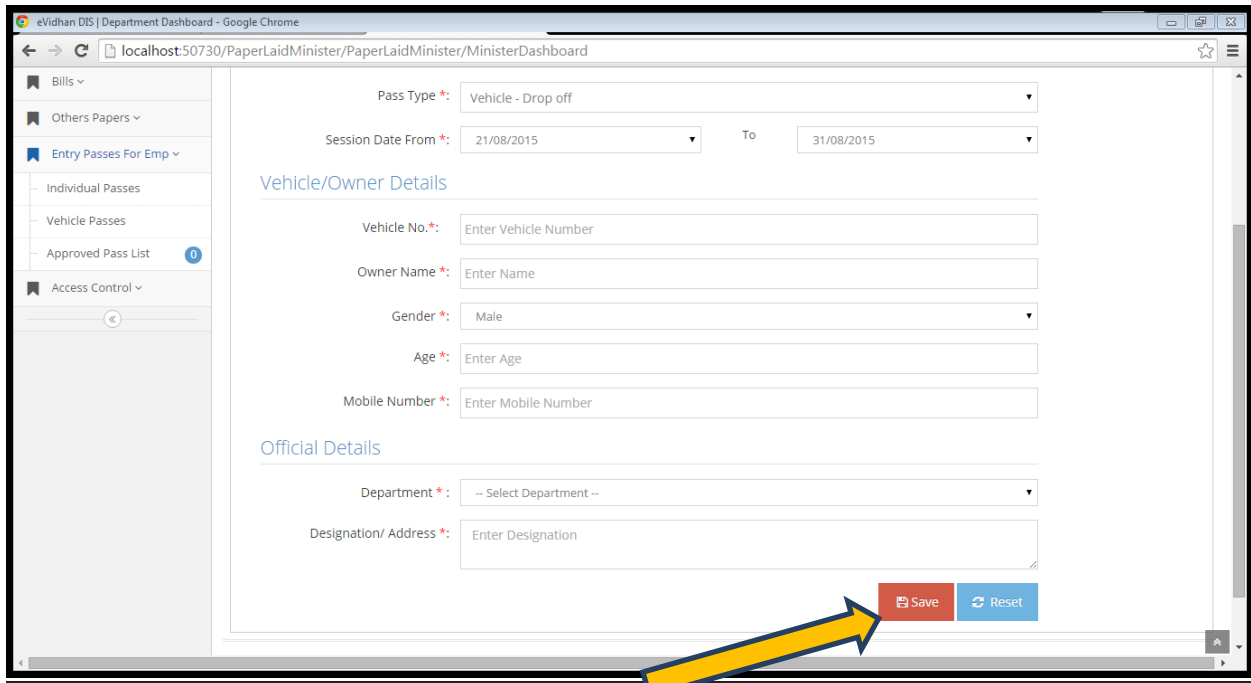 eVidhan DIS | Department Dashboard - Google Chrome
localhost:50730/PaperLaidMinister/PaperLaidMinister/MinisterDashboard
Bills
Others Papers
Entry Passes For Emp
Individual Passes
Vehicle Passes
Approved Pass List 0
Access Control
Pass Type *: Vehicle - Drop off
Session Date From *: 21/08/2015 To 31/08/2015
Vehicle/Owner Details
Vehicle No.*: Enter Vehicle Number
Owner Name *: Enter Name
Gender *: Male
Age *: Enter Age
Mobile Number *: Enter Mobile Number
Official Details
Department * : -- Select Department --
Designation/ Address *: Enter Designation
Save Reset